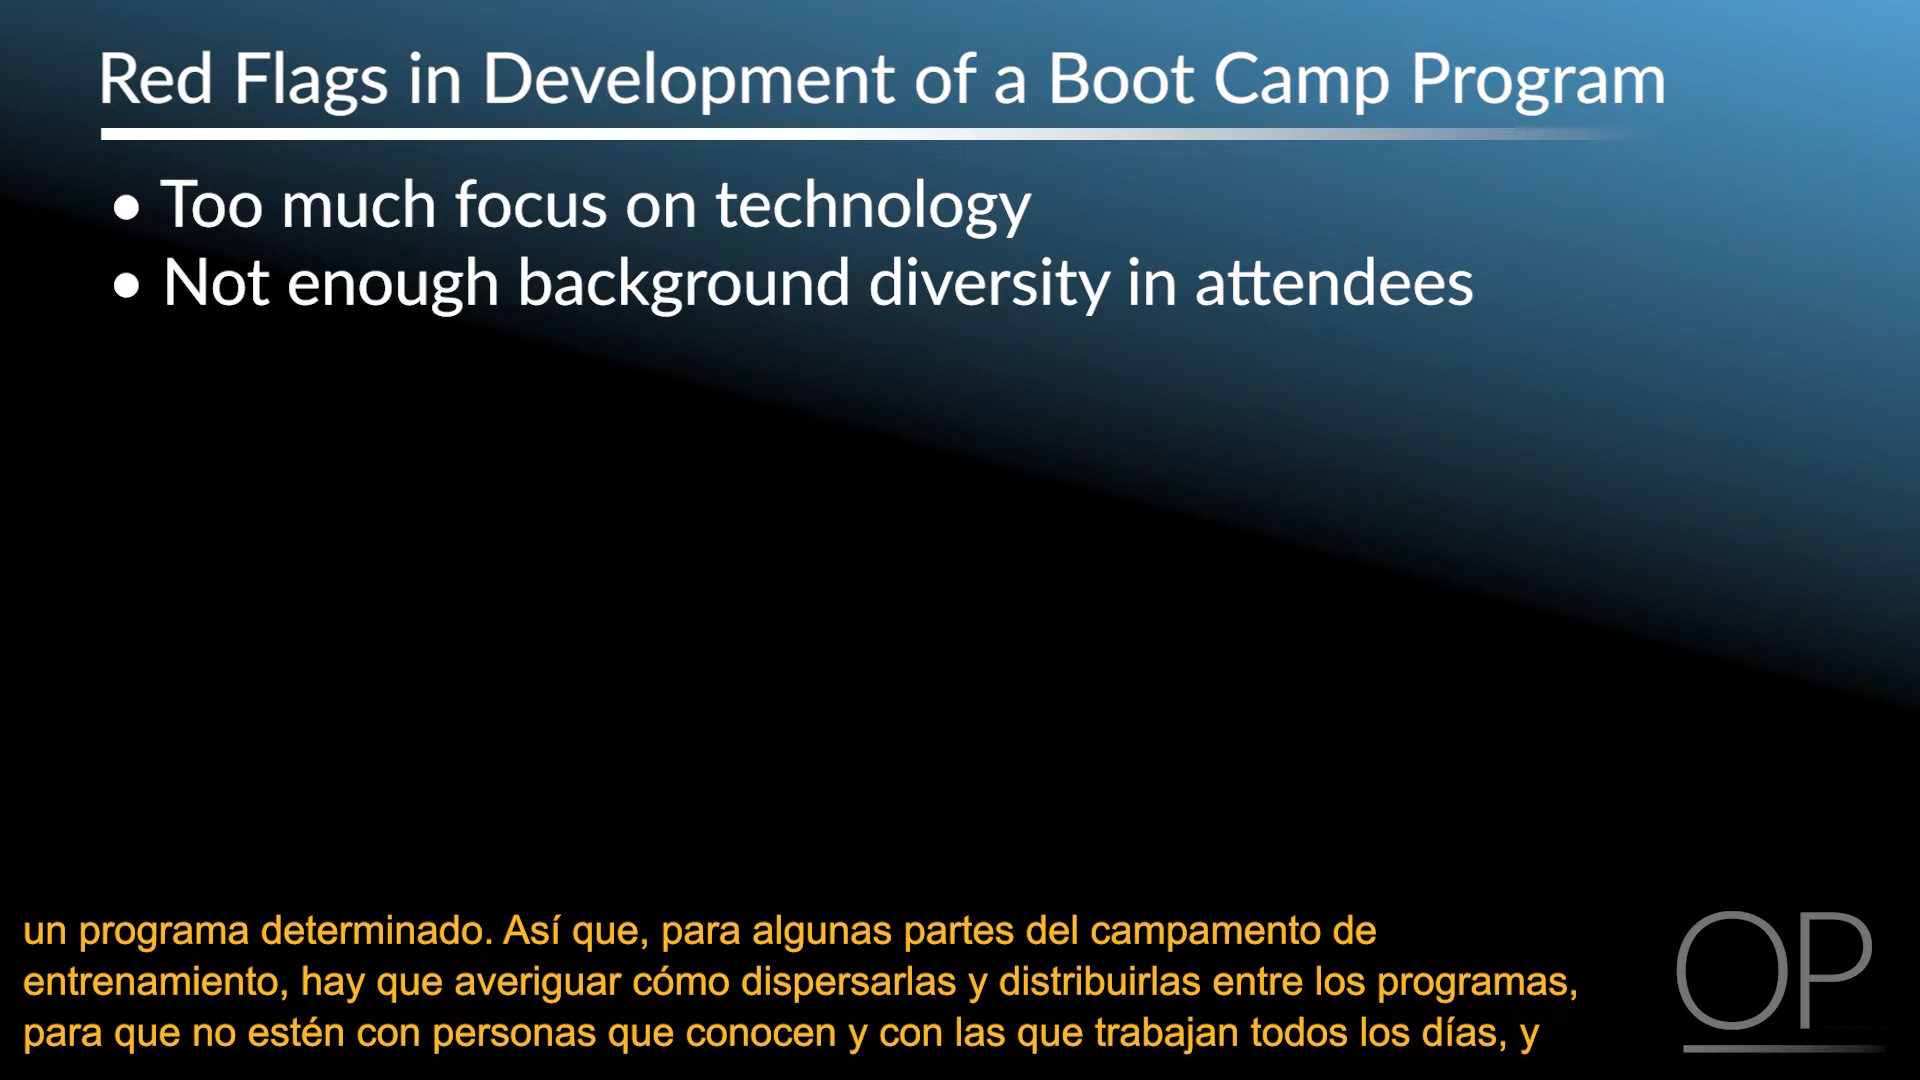 Red Flags in Development of a Boot Camp Program
• Too much focus on technology
• Not enough background diversity in attendees
un programa determinado. Así que, para algunas partes del campamento de
entrenamiento, hay que averiguar cómo dispersarlas y distribuirlas entre los programas,
para que no estén con personas que conocen y con las que trabajan todos los días, y
OP